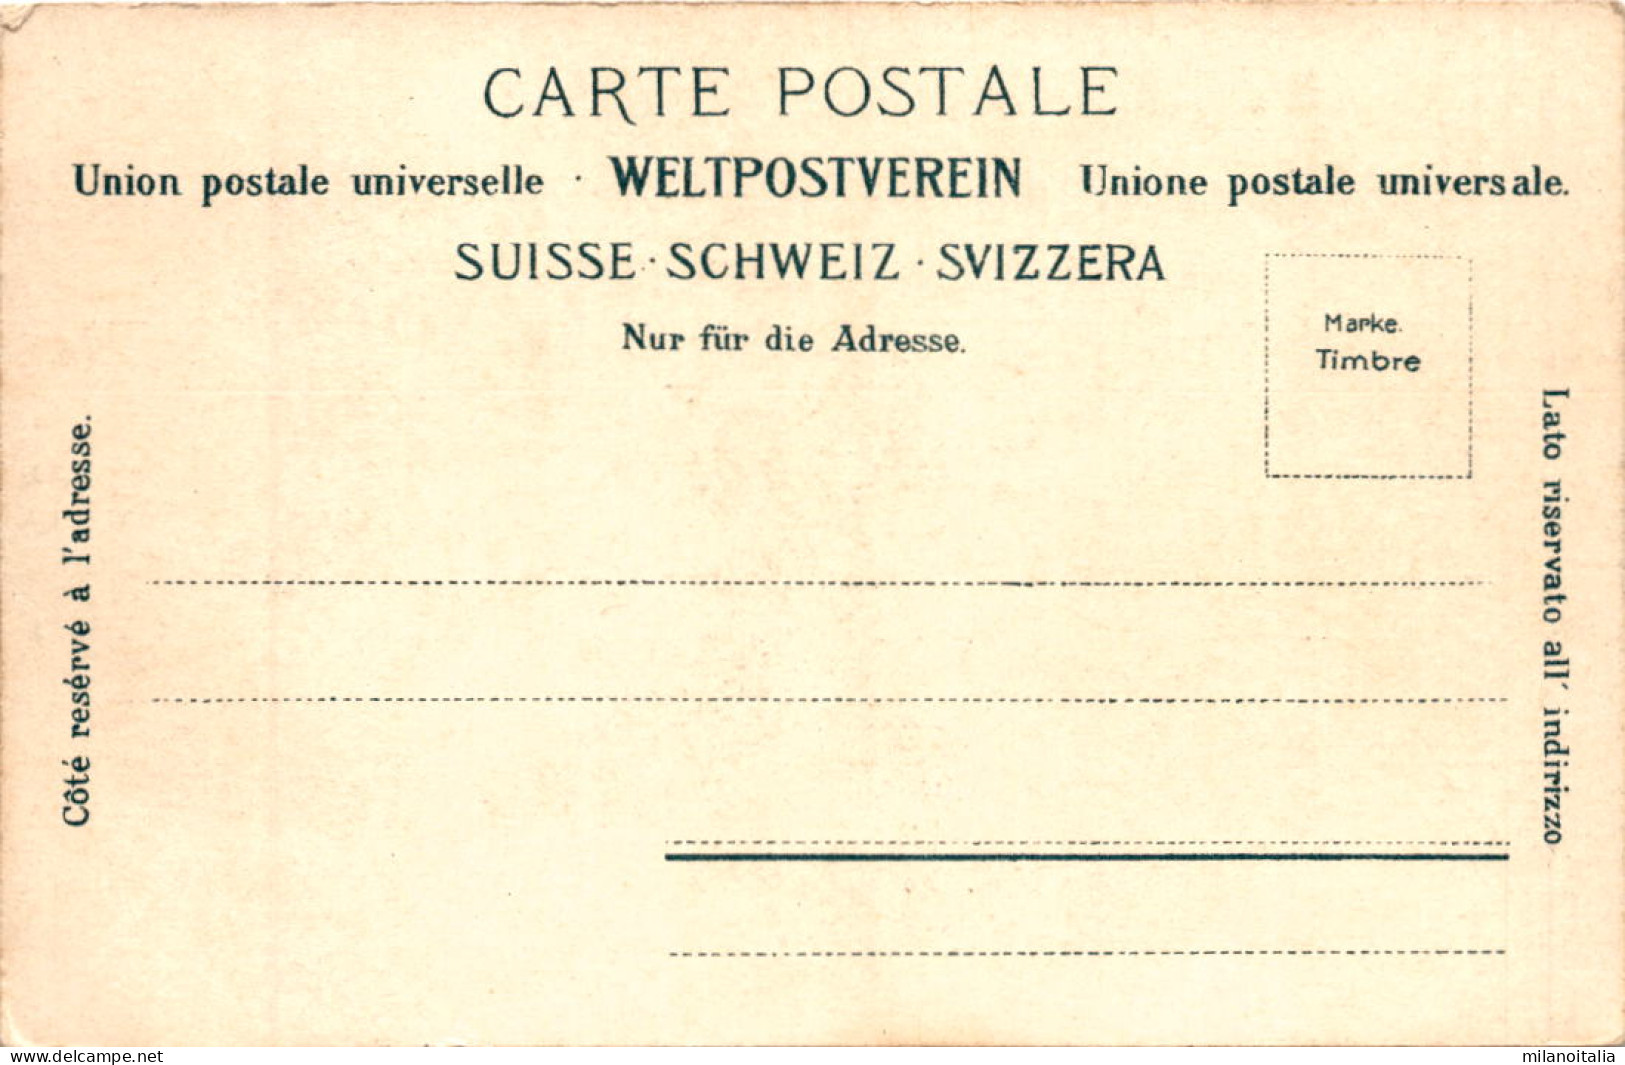 CARTE POSTALE
Union postale universelle · WELTPOSTVEREIN Unione postale universale.
SUISSE · SCHWEIZ · SVIZZERA
Nur für die Adresse.
Marke.
Timbre
Côté resérvé à l'adresse.
Lato riservato all' indirizzo
www.delcampe.net
milanoitalia